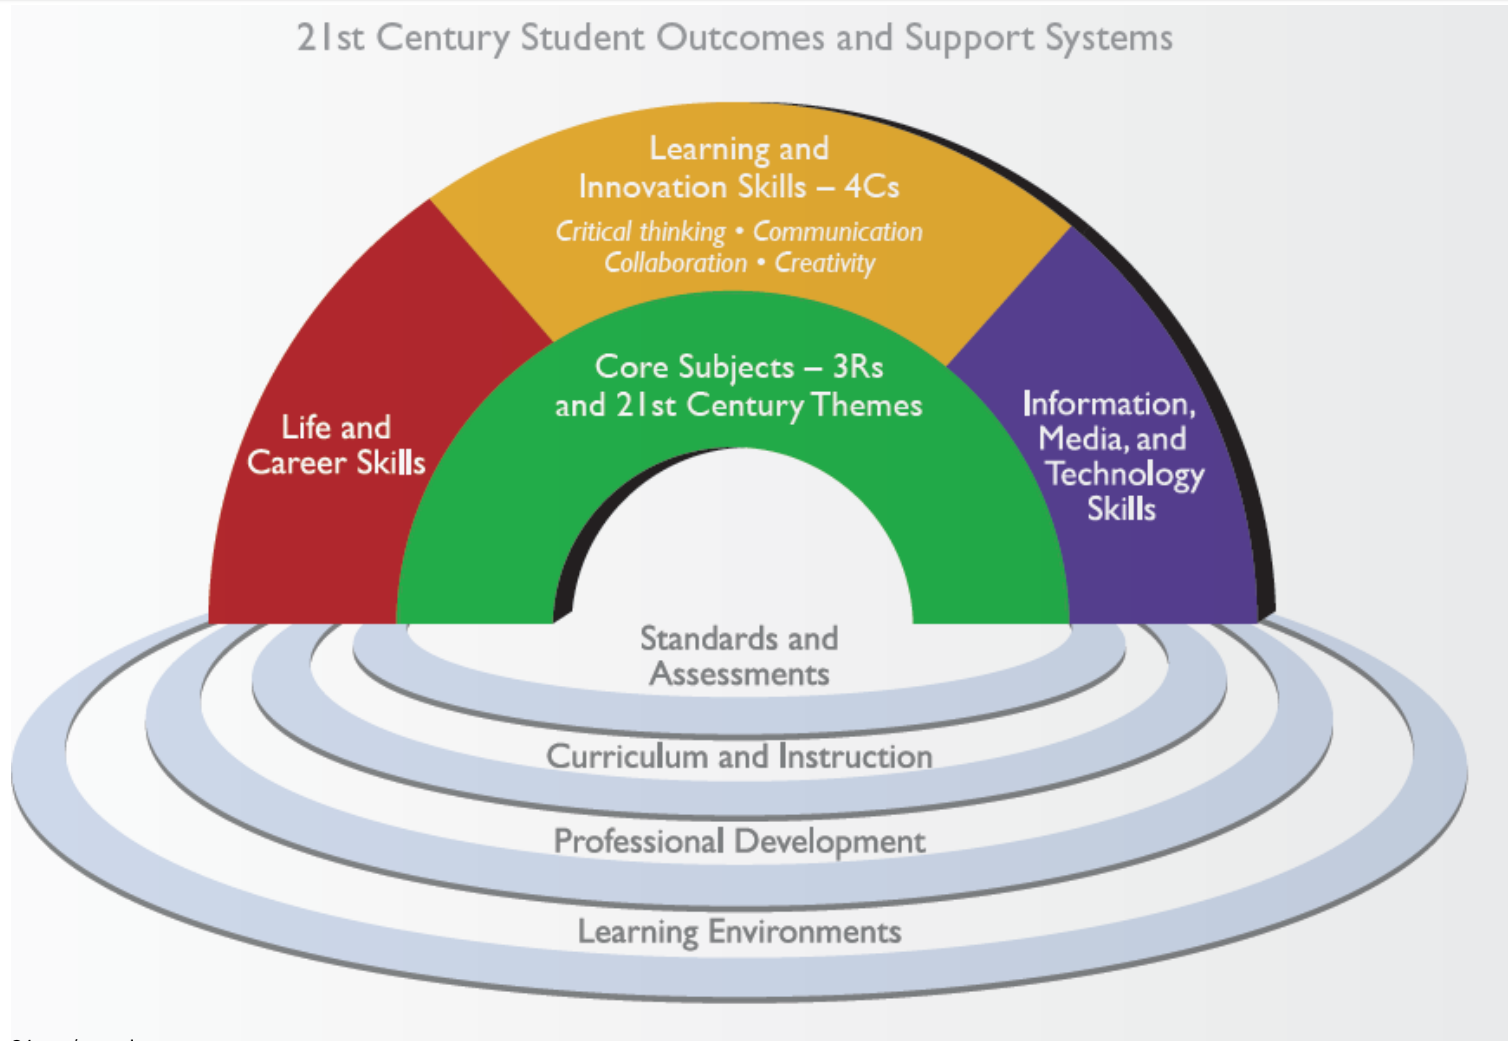 21st Century Student Outcomes and Support Systems
Learning and
Innovation Skills – 4Cs
Critical thinking • Communication
Collaboration • Creativity
Core Subjects – 3Rs
and 21st Century Themes
Life and
Career Skills
Information,
Media, and
Technology
Skills
Standards and
Assessments
Curriculum and Instruction
Professional Development
Learning Environments